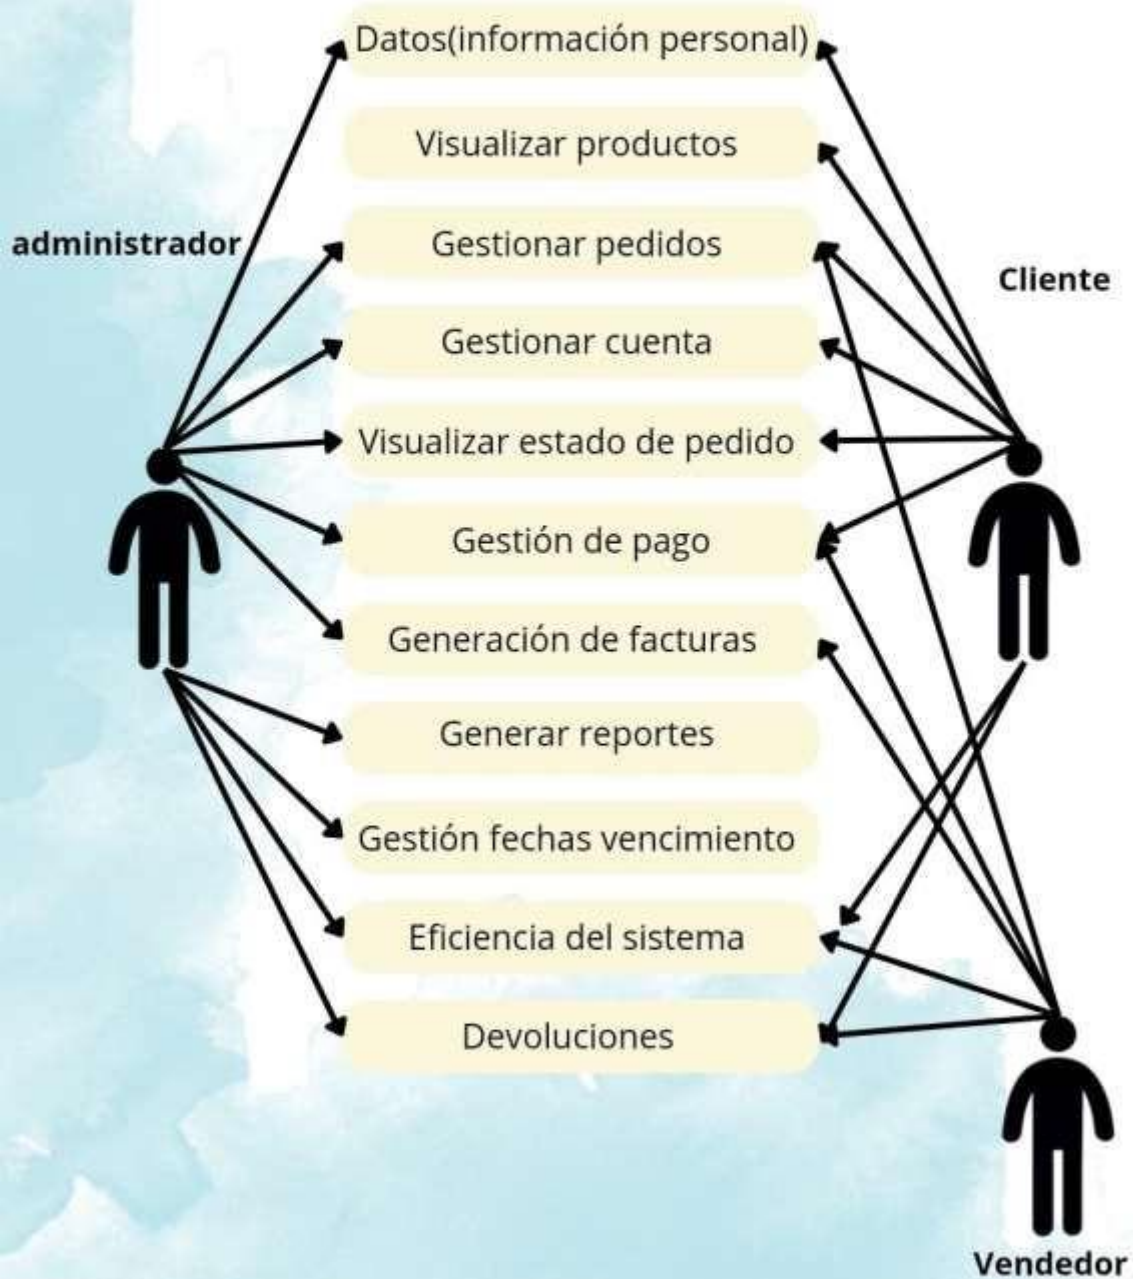 Datos(información personal)
Visualizar productos
administrador
Gestionar pedidos
Cliente
Gestionar cuenta
Visualizar estado de pedido
Gestión de pago
Generación de facturas
Generar reportes
Gestión fechas vencimiento
Eficiencia del sistema
Devoluciones
Vendedor